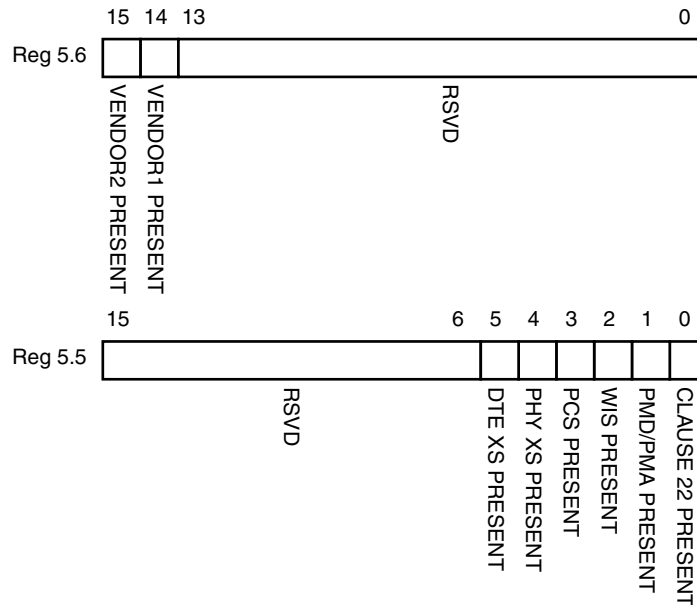 15 14 13 0
Reg 5.6
VENDOR2 PRESENT
VENDOR1 PRESENT
RSVD
15 6 5 4 3 2 1 0
Reg 5.5
RSVD
DTE XS PRESENT
PHY XS PRESENT
PCS PRESENT
WIS PRESENT
PMD/PMA PRESENT
CLAUSE 22 PRESENT